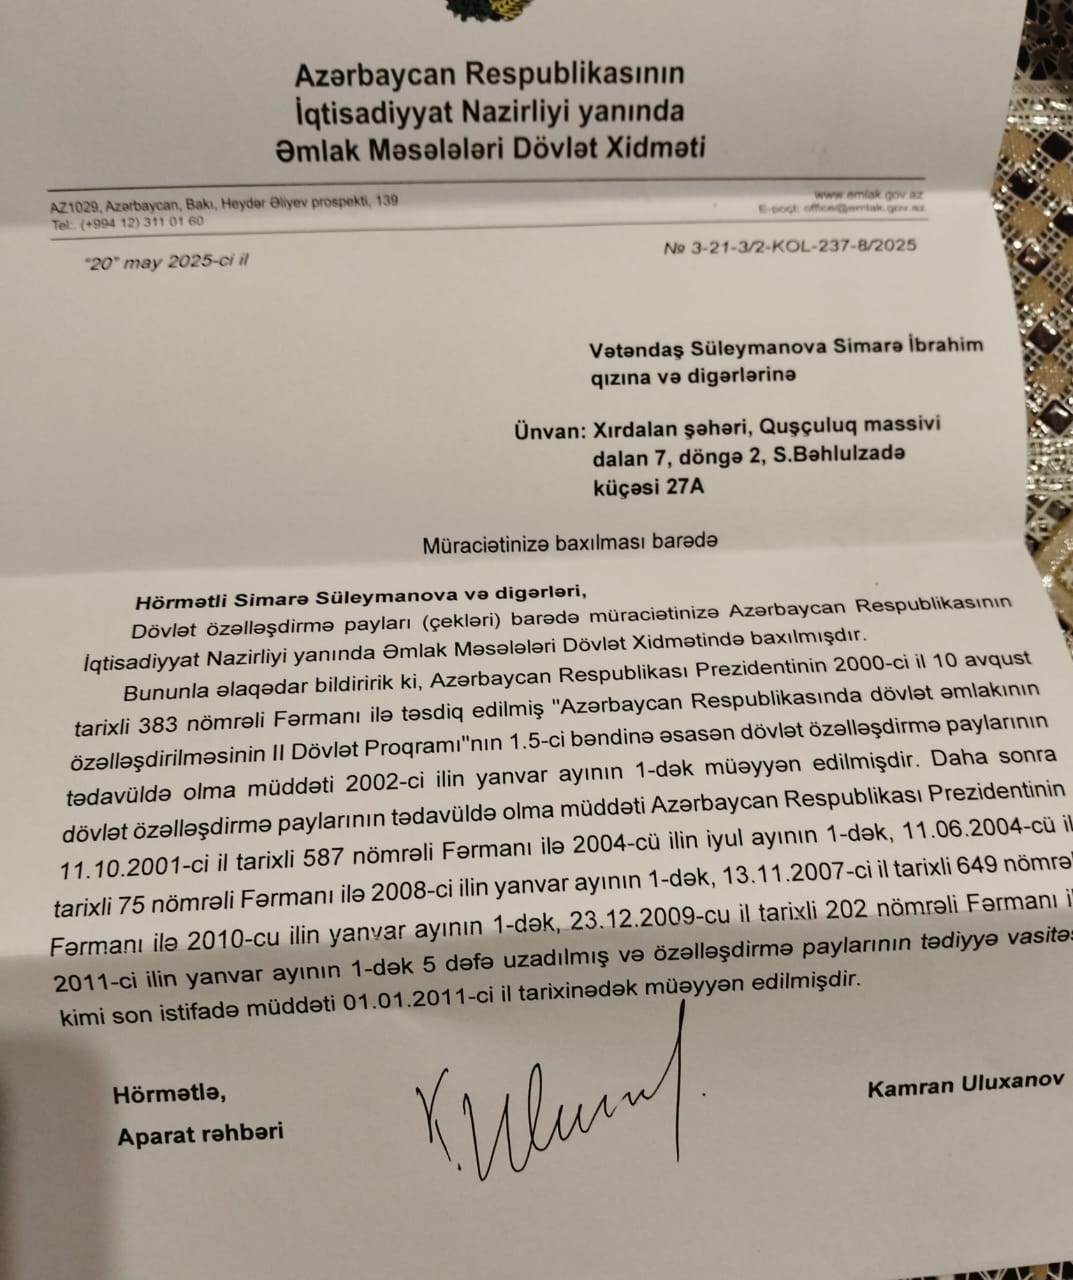 Azərbaycan Respublikasının
İqtisadiyyat Nazirliyi yanında
Əmlak Məsələləri Dövlət Xidməti
AZ1029, Azərbaycan, Bakı, Heydər Əliyev prospekti, 139
Tel:. (+994 12) 311 01 60
www.emlak.gov.az
E-poçt: office@emlak.gov.az
“20” may 2025-ci il
№ 3-21-3/2-KOL-237-8/2025
Vətəndaş Süleymanova Simarə İbrahim
qızına və digərlərinə
Ünvan: Xırdalan şəhəri, Quşçuluq massivi
dalan 7, döngə 2, S.Bəhlulzadə
küçəsi 27A
Müraciətinizə baxılması barədə
Hörmətli Simarə Süleymanova və digərləri,
Dövlət özəlləşdirmə payları (çekləri) barədə müraciətinizə Azərbaycan Respublikasının
İqtisadiyyat Nazirliyi yanında Əmlak Məsələləri Dövlət Xidmətində baxılmışdır.
Bununla əlaqədar bildiririk ki, Azərbaycan Respublikası Prezidentinin 2000-ci il 10 avqust
tarixli 383 nömrəli Fərmanı ilə təsdiq edilmiş "Azərbaycan Respublikasında dövlət əmlakının
özəlləşdirilməsinin II Dövlət Proqramı"nın 1.5-ci bəndinə əsasən dövlət özəlləşdirmə paylarının
tədavüldə olma müddəti 2002-ci ilin yanvar ayının 1-dək müəyyən edilmişdir. Daha sonra
dövlət özəlləşdirmə paylarının tədavüldə olma müddəti Azərbaycan Respublikası Prezidentinin
11.10.2001-ci il tarixli 587 nömrəli Fərmanı ilə 2004-cü ilin iyul ayının 1-dək, 11.06.2004-cü il
tarixli 75 nömrəli Fərmanı ilə 2008-ci ilin yanvar ayının 1-dək, 13.11.2007-ci il tarixli 649 nömrəl
Fərmanı ilə 2010-cu ilin yanvar ayının 1-dək, 23.12.2009-cu il tarixli 202 nömrəli Fərmanı il
2011-ci ilin yanvar ayının 1-dək 5 dəfə uzadılmış və özəlləşdirmə paylarının tədiyyə vasitəs
kimi son istifadə müddəti 01.01.2011-ci il tarixinədək müəyyən edilmişdir.
Hörmətlə,
Aparat rəhbəri
Kamran Uluxanov